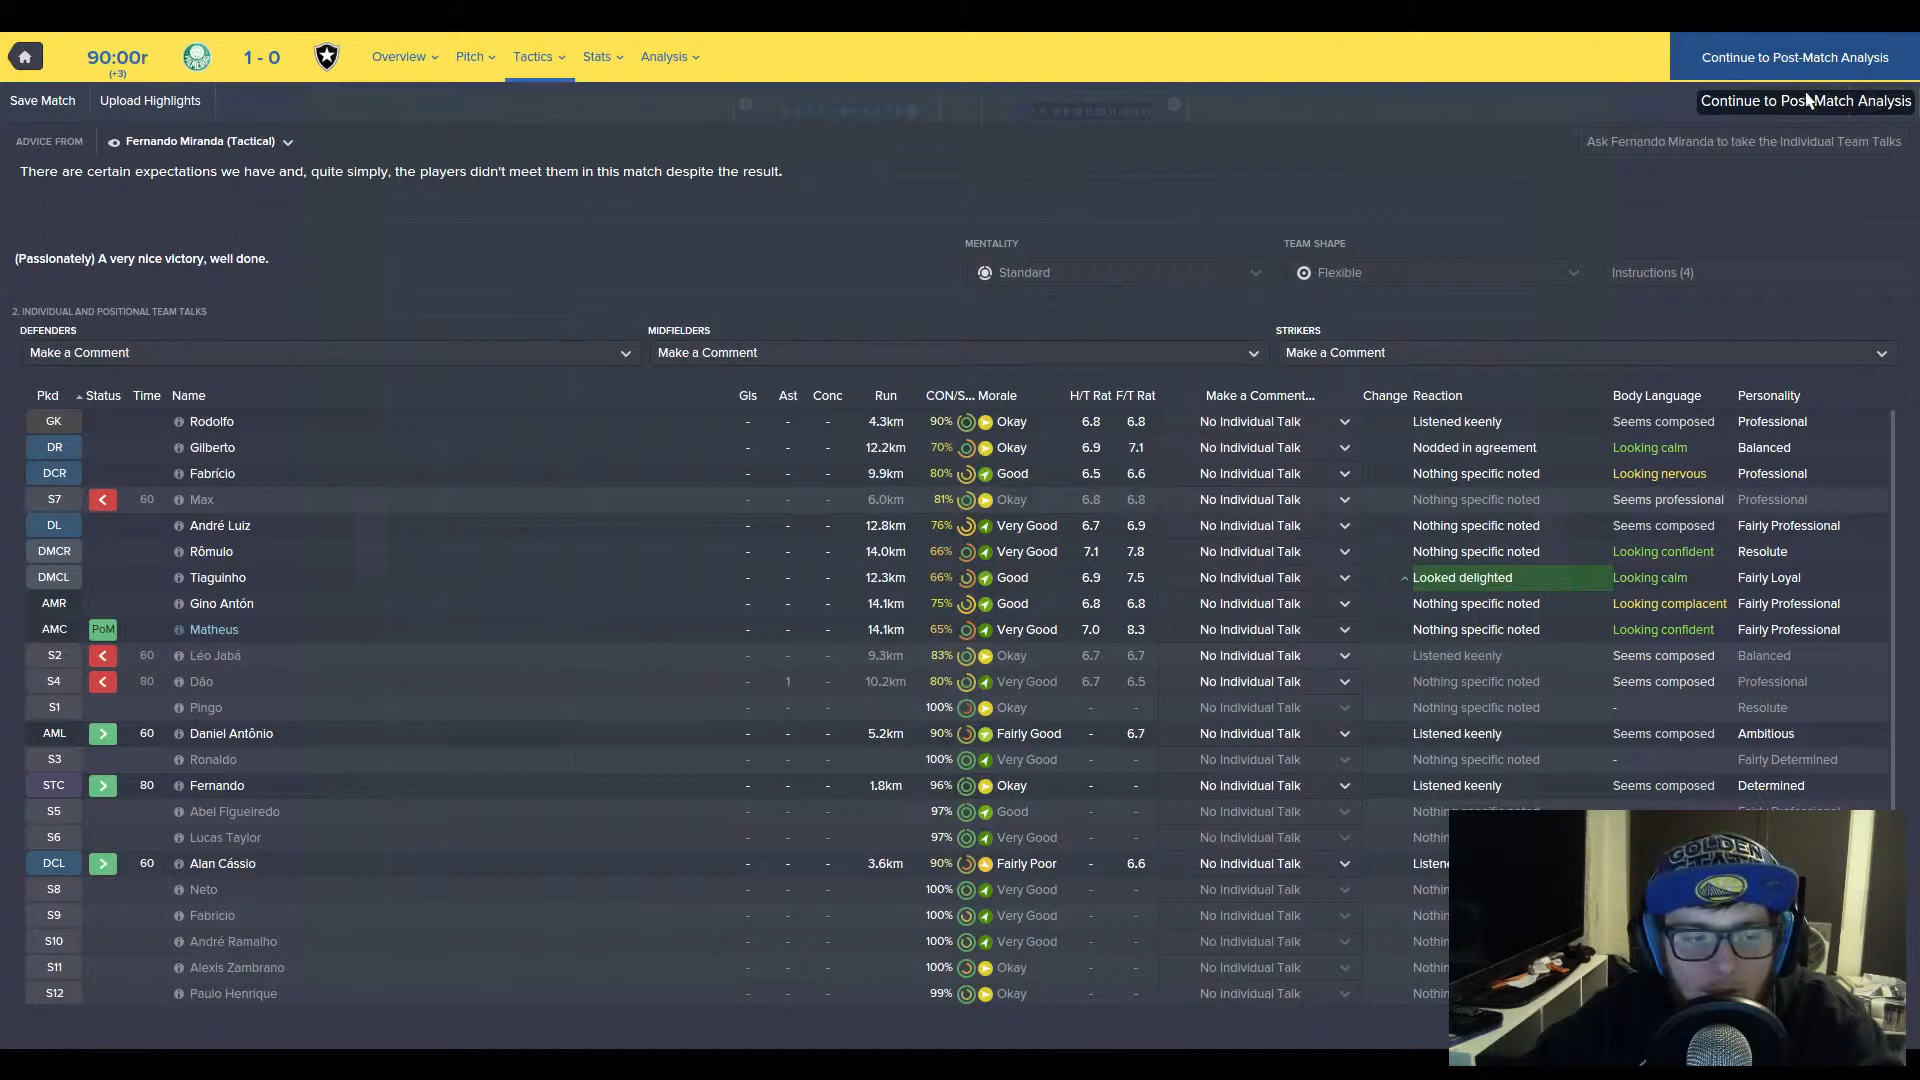 90:00r
(+3)
1 - 0
Overview
Pitch
Tactics
Stats
Analysis
Continue to Post-Match Analysis
Save Match
Upload Highlights
Continue to Post-Match Analysis
ADVICE FROM
Fernando Miranda (Tactical)
Ask Fernando Miranda to take the Individual Team Talks
There are certain expectations we have and, quite simply, the players didn't meet them in this match despite the result.
MENTALITY
TEAM SHAPE
(Passionately) A very nice victory, well done.
Standard
Flexible
Instructions (4)
2. INDIVIDUAL AND POSITIONAL TEAM TALKS
DEFENDERS
MIDFIELDERS
STRIKERS
Make a Comment
Make a Comment
Make a Comment
Pkd Status Time Name Gls Ast Conc Run CON/S... Morale H/T Rat F/T Rat Make a Comment... Change Reaction Body Language Personality
GK Rodolfo - - - 4.3km 90% Okay 6.8 6.8 No Individual Talk Listened keenly Seems composed Professional
DR Gilberto - - - 12.2km 70% Okay 6.9 7.1 No Individual Talk Nodded in agreement Looking calm Balanced
DCR Fabrício - - - 9.9km 80% Good 6.5 6.6 No Individual Talk Nothing specific noted Looking nervous Professional
S7 60 Max - - - 6.0km 81% Okay 6.8 6.8 No Individual Talk Nothing specific noted Seems professional Professional
DL André Luiz - - - 12.8km 76% Very Good 6.7 6.9 No Individual Talk Nothing specific noted Seems composed Fairly Professional
DMCR Rômulo - - - 14.0km 66% Very Good 7.1 7.8 No Individual Talk Nothing specific noted Looking confident Resolute
DMCL Tiaguinho - - - 12.3km 66% Good 6.9 7.5 No Individual Talk Looked delighted Looking calm Fairly Loyal
AMR Gino Antón - - - 14.1km 75% Good 6.8 6.8 No Individual Talk Nothing specific noted Looking complacent Fairly Professional
AMC PoM Matheus - - - 14.1km 65% Very Good 7.0 8.3 No Individual Talk Nothing specific noted Looking confident Fairly Professional
S2 60 Léo Jabá - - - 9.3km 83% Okay 6.7 6.7 No Individual Talk Listened keenly Seems composed Balanced
S4 80 Dão - 1 - 10.2km 80% Very Good 6.7 6.5 No Individual Talk Nothing specific noted Seems composed Professional
S1 Pingo - - - 100% Okay - - No Individual Talk Nothing specific noted - Resolute
AML 60 Daniel Antônio - - - 5.2km 90% Fairly Good - 6.7 No Individual Talk Listened keenly Seems composed Ambitious
S3 Ronaldo - - - 100% Very Good - - No Individual Talk Nothing specific noted - Fairly Determined
STC 80 Fernando - - - 1.8km 96% Okay - - No Individual Talk Listened keenly Seems composed Determined
S5 Abel Figueiredo - - - 97% Good - - No Individual Talk
S6 Lucas Taylor - - - 97% Very Good - - No Individual Talk
DCL 60 Alan Cássio - - - 3.6km 90% Fairly Poor - 6.6 No Individual Talk
S8 Neto - - - 100% Very Good - - No Individual Talk
S9 Fabricio - - - 100% Very Good - - No Individual Talk
S10 André Ramalho - - - 100% Very Good - - No Individual Talk
S11 Alexis Zambrano - - - 100% Okay - - No Individual Talk
S12 Paulo Henrique - - - 99% Okay - - No Individual Talk
GOLDEN STATE